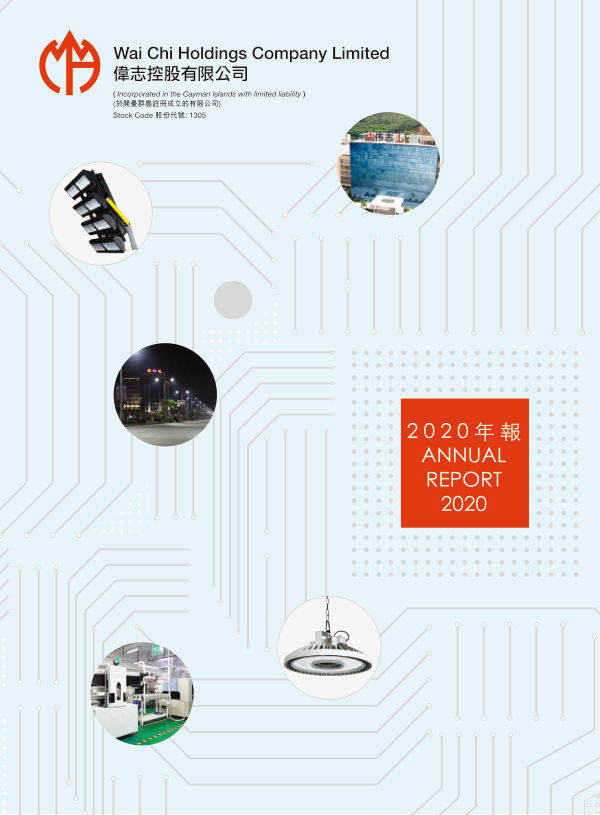 Wai Chi Holdings Company Limited
偉志控股有限公司
( Incorporated in the Cayman Islands with limited liability )
(於開曼群島註冊成立的有限公司)
Stock Code 股份代號: 1305
2020年報
ANNUAL
REPORT
2020